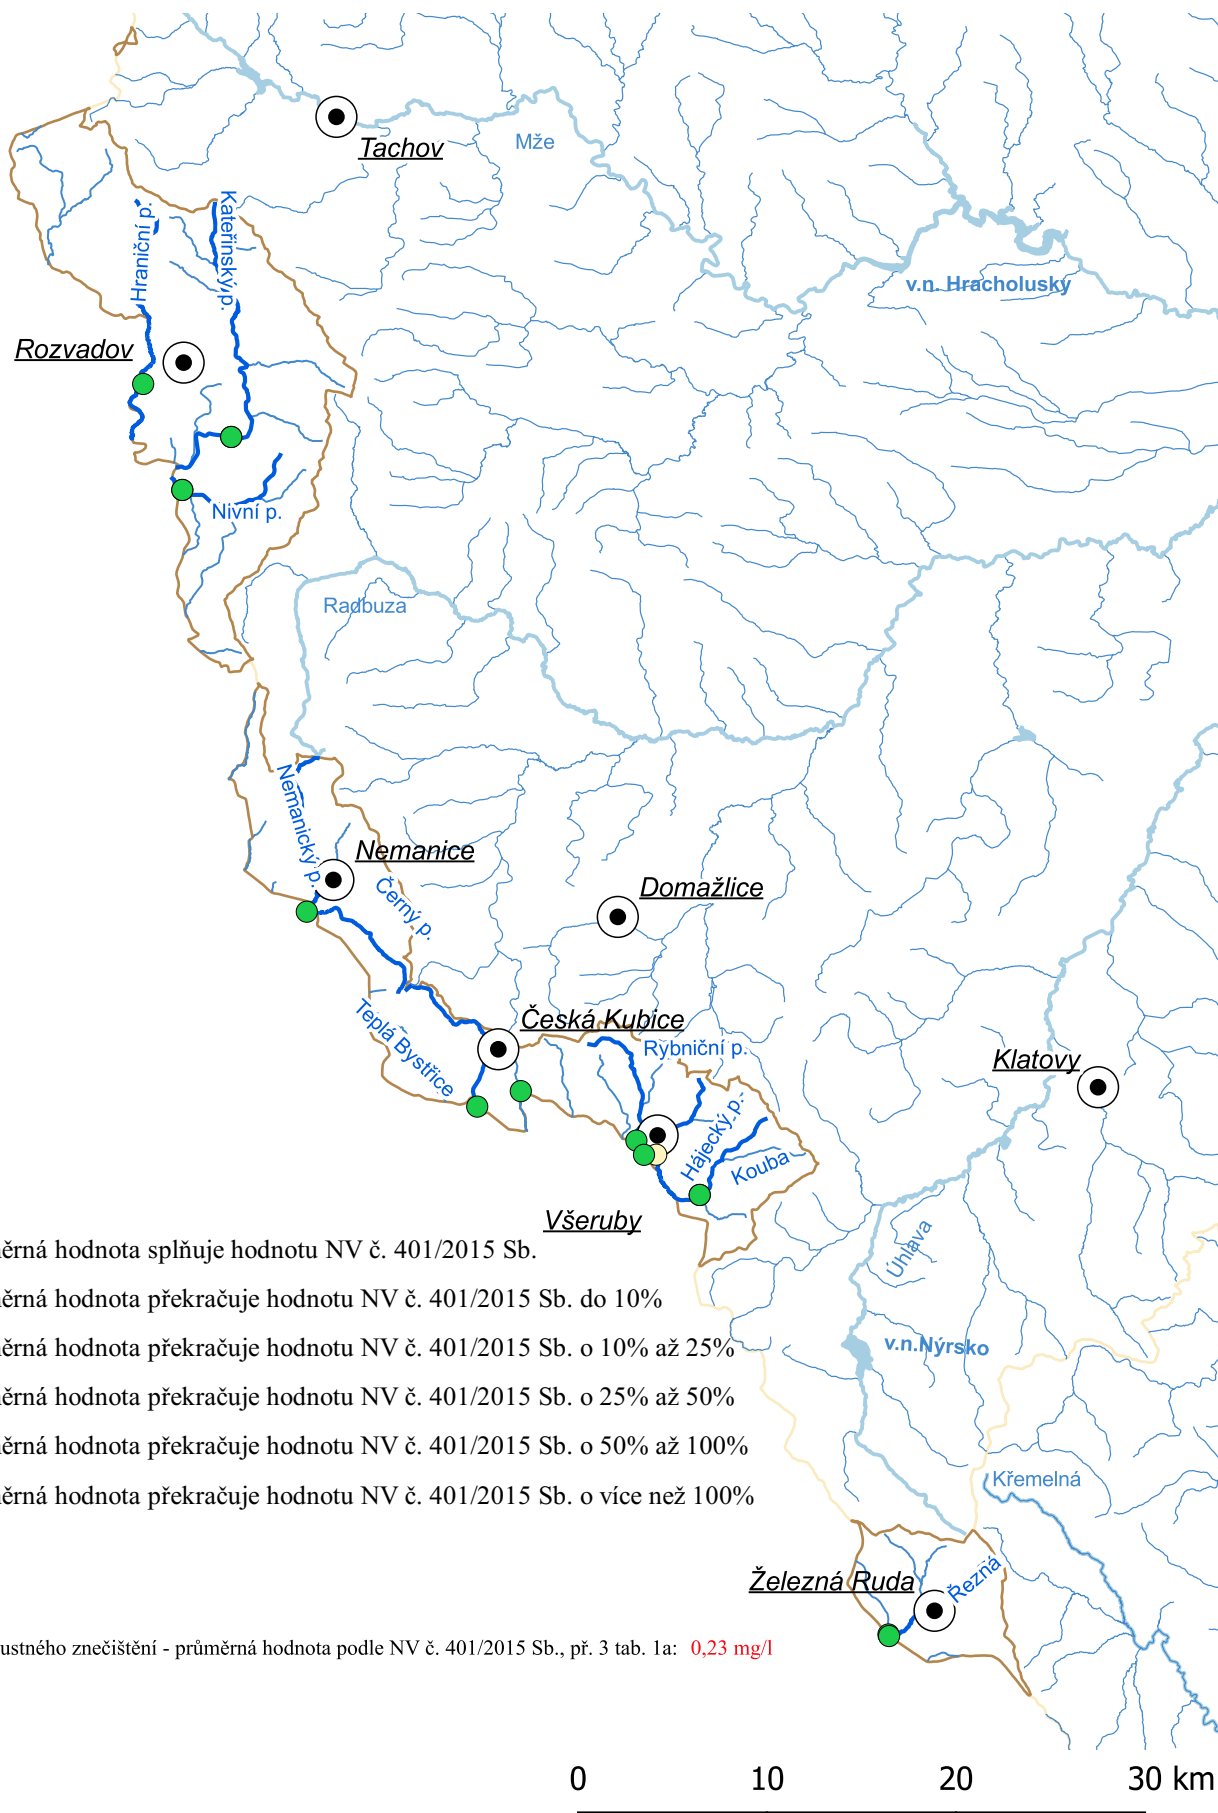 Tachov
Mže
Hraniční p.
Kateřinský p.
v.n. Hracholusky
Rozvadov
Nivní p.
Radbuza
Nemanický p.
Nemanice
Černý p.
Domažlice
Teplá Bystřice
Česká Kubice
Rybniční p.
Klatovy
Hájecký p.
Kouba
Všeruby
Úhlava
ěrná hodnota splňuje hodnotu NV č. 401/2015 Sb.
ěrná hodnota překračuje hodnotu NV č. 401/2015 Sb. do 10%
ěrná hodnota překračuje hodnotu NV č. 401/2015 Sb. o 10% až 25%
v.n.Nýrsko
ěrná hodnota překračuje hodnotu NV č. 401/2015 Sb. o 25% až 50%
ěrná hodnota překračuje hodnotu NV č. 401/2015 Sb. o 50% až 100%
Křemelná
ěrná hodnota překračuje hodnotu NV č. 401/2015 Sb. o více než 100%
Železná Ruda
Řezná
ustného znečištění - průměrná hodnota podle NV č. 401/2015 Sb., př. 3 tab. 1a: 0,23 mg/l
0 10 20 30 km